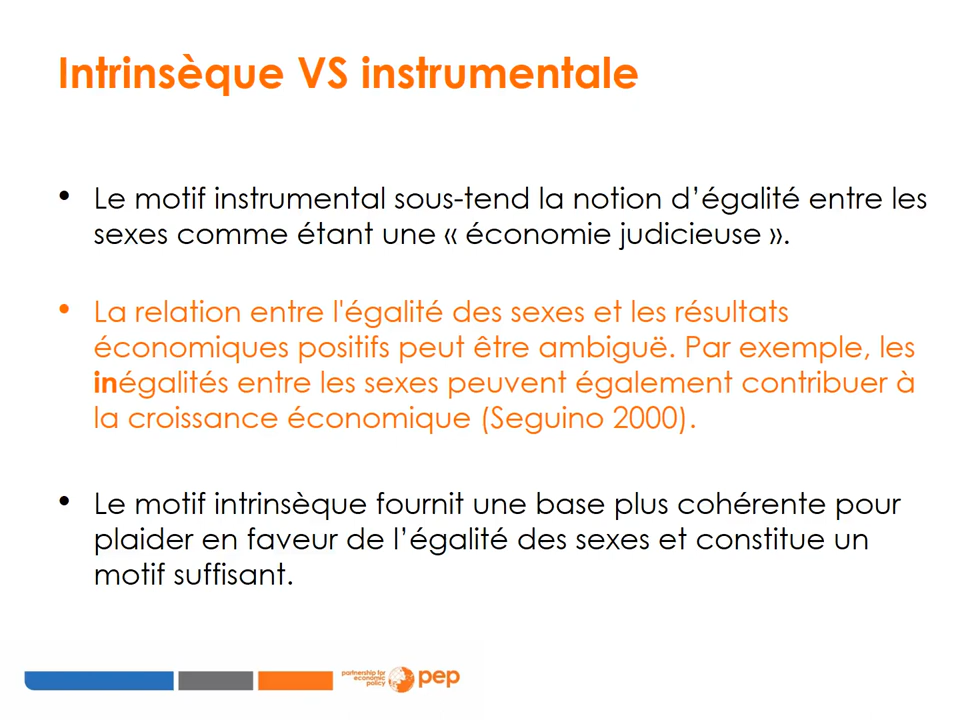 Intrinsèque VS instrumentale
• Le motif instrumental sous-tend la notion d’égalité entre les
sexes comme étant une « économie judicieuse ».
• La relation entre l'égalité des sexes et les résultats
économiques positifs peut être ambiguë. Par exemple, les
inégalités entre les sexes peuvent également contribuer à
la croissance économique (Seguino 2000).
• Le motif intrinsèque fournit une base plus cohérente pour
plaider en faveur de l’égalité des sexes et constitue un
motif suffisant.
partnership for
economic
policy
pep